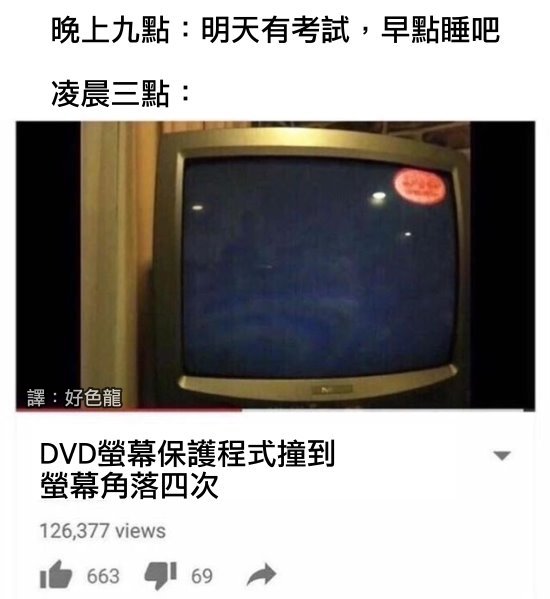 晚上九點：明天有考試，早點睡吧
凌晨三點：
譯：好色龍
DVD螢幕保護程式撞到
螢幕角落四次
126,377 views
663
69